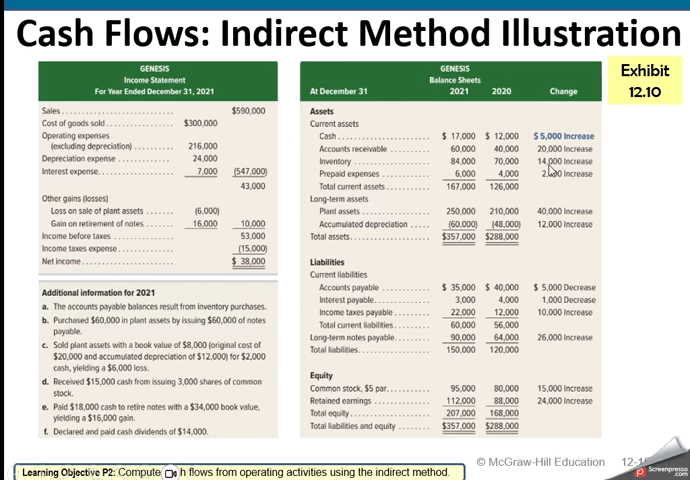 Cash Flows: Indirect Method Illustration
Exhibit
12.10
GENESIS
Income Statement
For Year Ended December 31, 2021
Sales .......................... $590,000
Cost of goods sold ................. $300,000
Operating expenses
(excluding depreciation) .......... 216,000
Depreciation expense .............. 24,000
Interest expense................... 7,000 (547,000)
43,000
Other gains (losses)
Loss on sale of plant assets ....... (6,000)
Gain on retirement of notes ....... 16,000 10,000
Income before taxes ............... 53,000
Income taxes expense .............. (15,000)
Net income ....................... $ 38,000
Additional information for 2021
a. The accounts payable balances result from inventory purchases.
b. Purchased $60,000 in plant assets by issuing $60,000 of notes
payable.
c. Sold plant assets with a book value of $8,000 (original cost of
$20,000 and accumulated depreciation of $12,000) for $2,000
cash, yielding a $6,000 loss.
d. Received $15,000 cash from issuing 3,000 shares of common
stock.
e. Paid $18,000 cash to retire notes with a $34,000 book value,
yielding a $16,000 gain.
f. Declared and paid cash dividends of $14,000.
GENESIS
Balance Sheets
At December 31 2021 2020 Change
Assets
Current assets
Cash ....................... $ 17,000 $ 12,000 $ 5,000 Increase
Accounts receivable .......... 60,000 40,000 20,000 Increase
Inventory ................... 84,000 70,000 14,000 Increase
Prepaid expenses ............ 6,000 4,000 Increase
Total current assets ........... 167,000 126,000
Long-term assets
Plant assets ................. 250,000 210,000 40,000 Increase
Accumulated depreciation ..... (60,000) (48,000) 12,000 Increase
Total assets.................... $357,000 $288,000
Liabilities
Current liabilities
Accounts payable ............ $ 35,000 $ 40,000 $ 5,000 Decrease
Interest payable.............. 3,000 4,000 1,000 Decrease
Income taxes payable ......... 22,000 12,000 10,000 Increase
Total current liabilities ........ 60,000 56,000
Long-term notes payable........ 90,000 64,000 26,000 Increase
Total liabilities................. 150,000 120,000
Equity
Common stock, $5 par.......... 95,000 80,000 15,000 Increase
Retained earnings ............. 112,000 88,000 24,000 Increase
Total equity................... 207,000 168,000
Total liabilities and equity ....... $357,000 $288,000
© McGraw-Hill Education
Learning Objective P2: Compute h flows from operating activities using the indirect method.
Screenpresso
.com